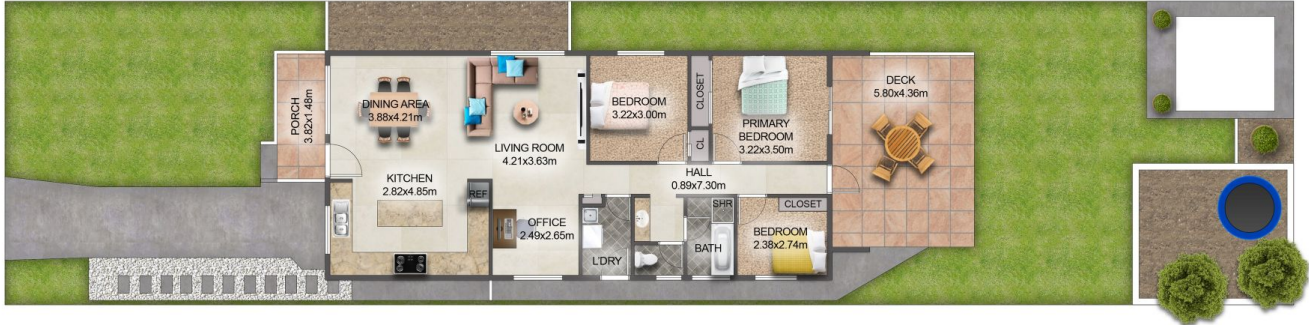 PORCH
3.82x1.48m
DINING AREA
3.88x4.21m
LIVING ROOM
4.21x3.63m
KITCHEN
2.82x4.85m
REF
OFFICE
2.49x2.65m
L'DRY
BEDROOM
3.22x3.00m
CLOSET
CL
PRIMARY
BEDROOM
3.22x3.50m
HALL
0.89x7.30m
SHR
BATH
CLOSET
BEDROOM
2.38x2.74m
DECK
5.80x4.36m